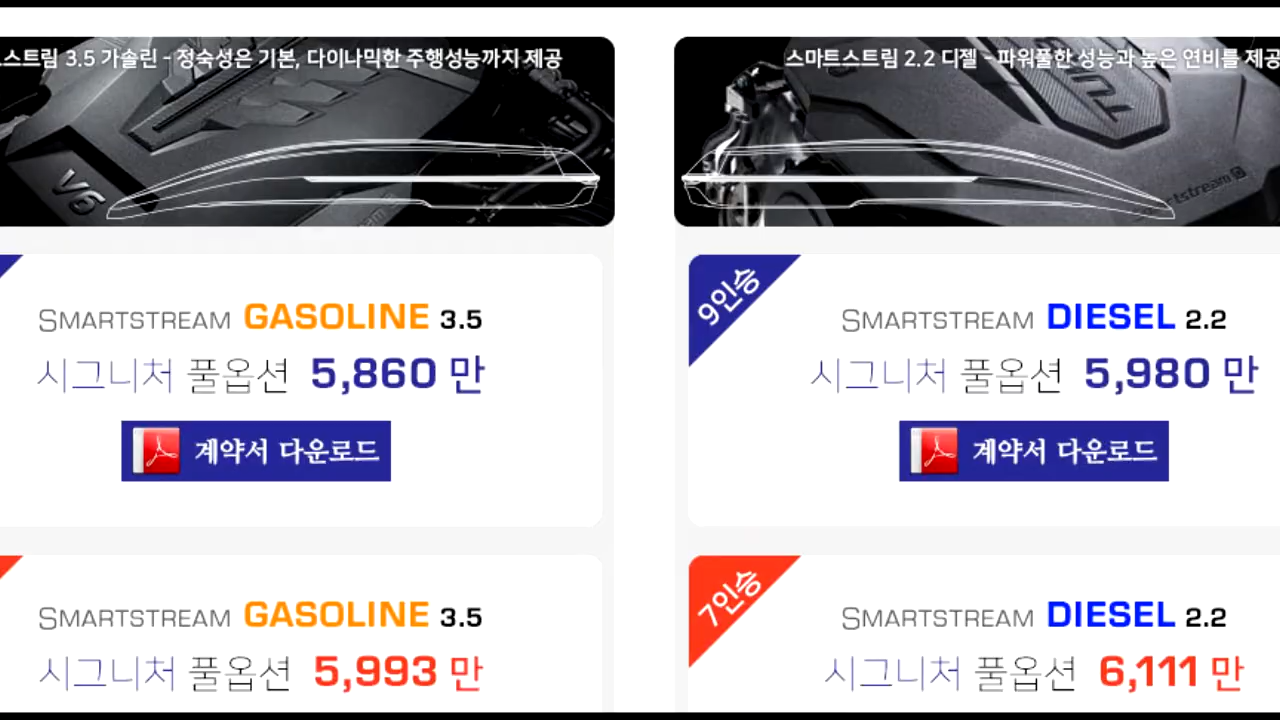 스트림 3.5 가솔린 - 정숙성은 기본, 다이나믹한 주행성능까지 제공
V6
SMARTSTREAM GASOLINE 3.5
시그니처 풀옵션 5,860 만
계약서 다운로드
SMARTSTREAM GASOLINE 3.5
시그니처 풀옵션 5,993 만
스마트스트림 2.2 디젤 - 파워풀한 성능과 높은 연비를 제공
9인승
SMARTSTREAM DIESEL 2.2
시그니처 풀옵션 5,980 만
계약서 다운로드
7인승
SMARTSTREAM DIESEL 2.2
시그니처 풀옵션 6,111 만